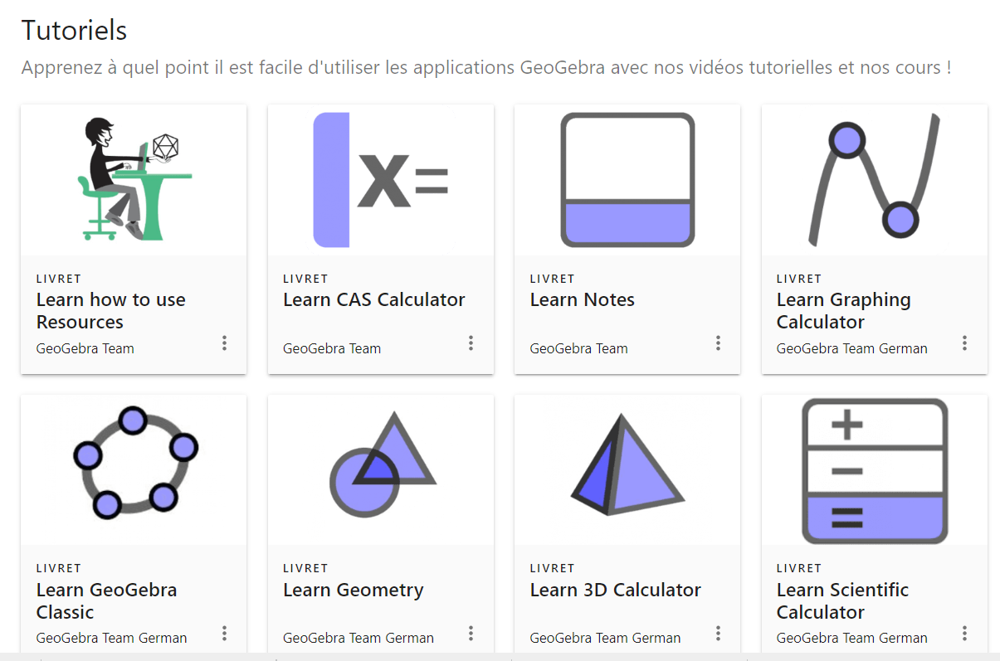 Tutoriels
Apprenez à quel point il est facile d'utiliser les applications GeoGebra avec nos vidéos tutorielles et nos cours !
x=
LIVRET
Learn how to use
Resources
GeoGebra Team
LIVRET
Learn CAS Calculator
GeoGebra Team
LIVRET
Learn Notes
GeoGebra Team
LIVRET
Learn Graphing
Calculator
GeoGebra Team German
+
−
=
LIVRET
Learn GeoGebra
Classic
GeoGebra Team German
LIVRET
Learn Geometry
GeoGebra Team German
LIVRET
Learn 3D Calculator
GeoGebra Team German
LIVRET
Learn Scientific
Calculator
GeoGebra Team German